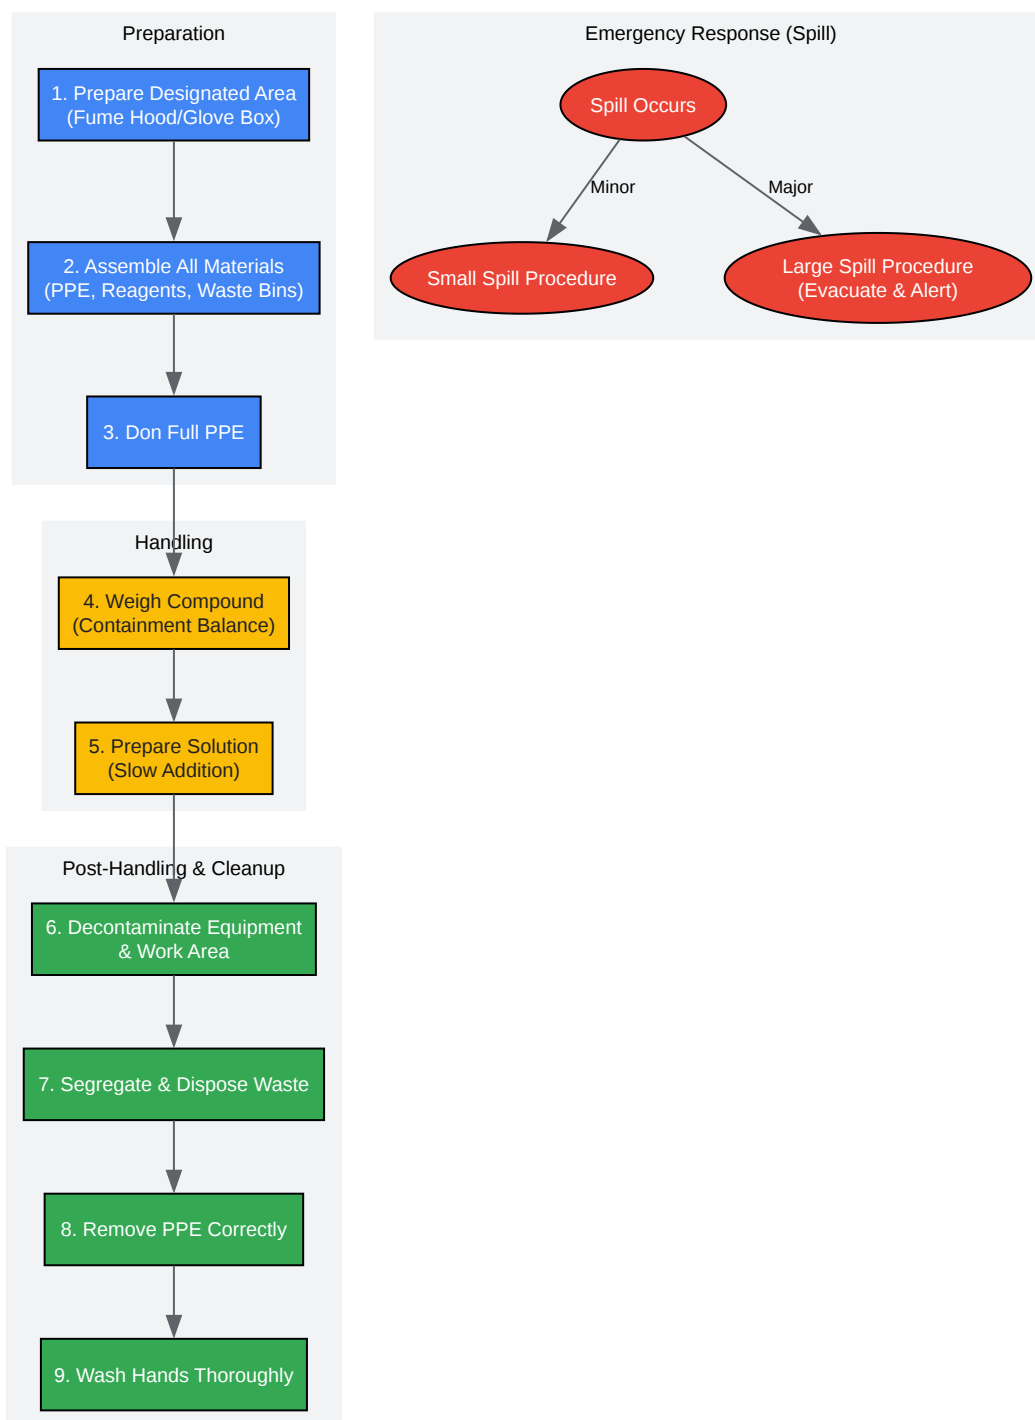 Preparation
1. Prepare Designated Area
(Fume Hood/Glove Box)
2. Assemble All Materials
(PPE, Reagents, Waste Bins)
3. Don Full PPE
Handling
4. Weigh Compound
(Containment Balance)
5. Prepare Solution
(Slow Addition)
Post-Handling & Cleanup
6. Decontaminate Equipment
& Work Area
7. Segregate & Dispose Waste
8. Remove PPE Correctly
9. Wash Hands Thoroughly
Emergency Response (Spill)
Spill Occurs
Minor
Major
Small Spill Procedure
Large Spill Procedure
(Evacuate & Alert)